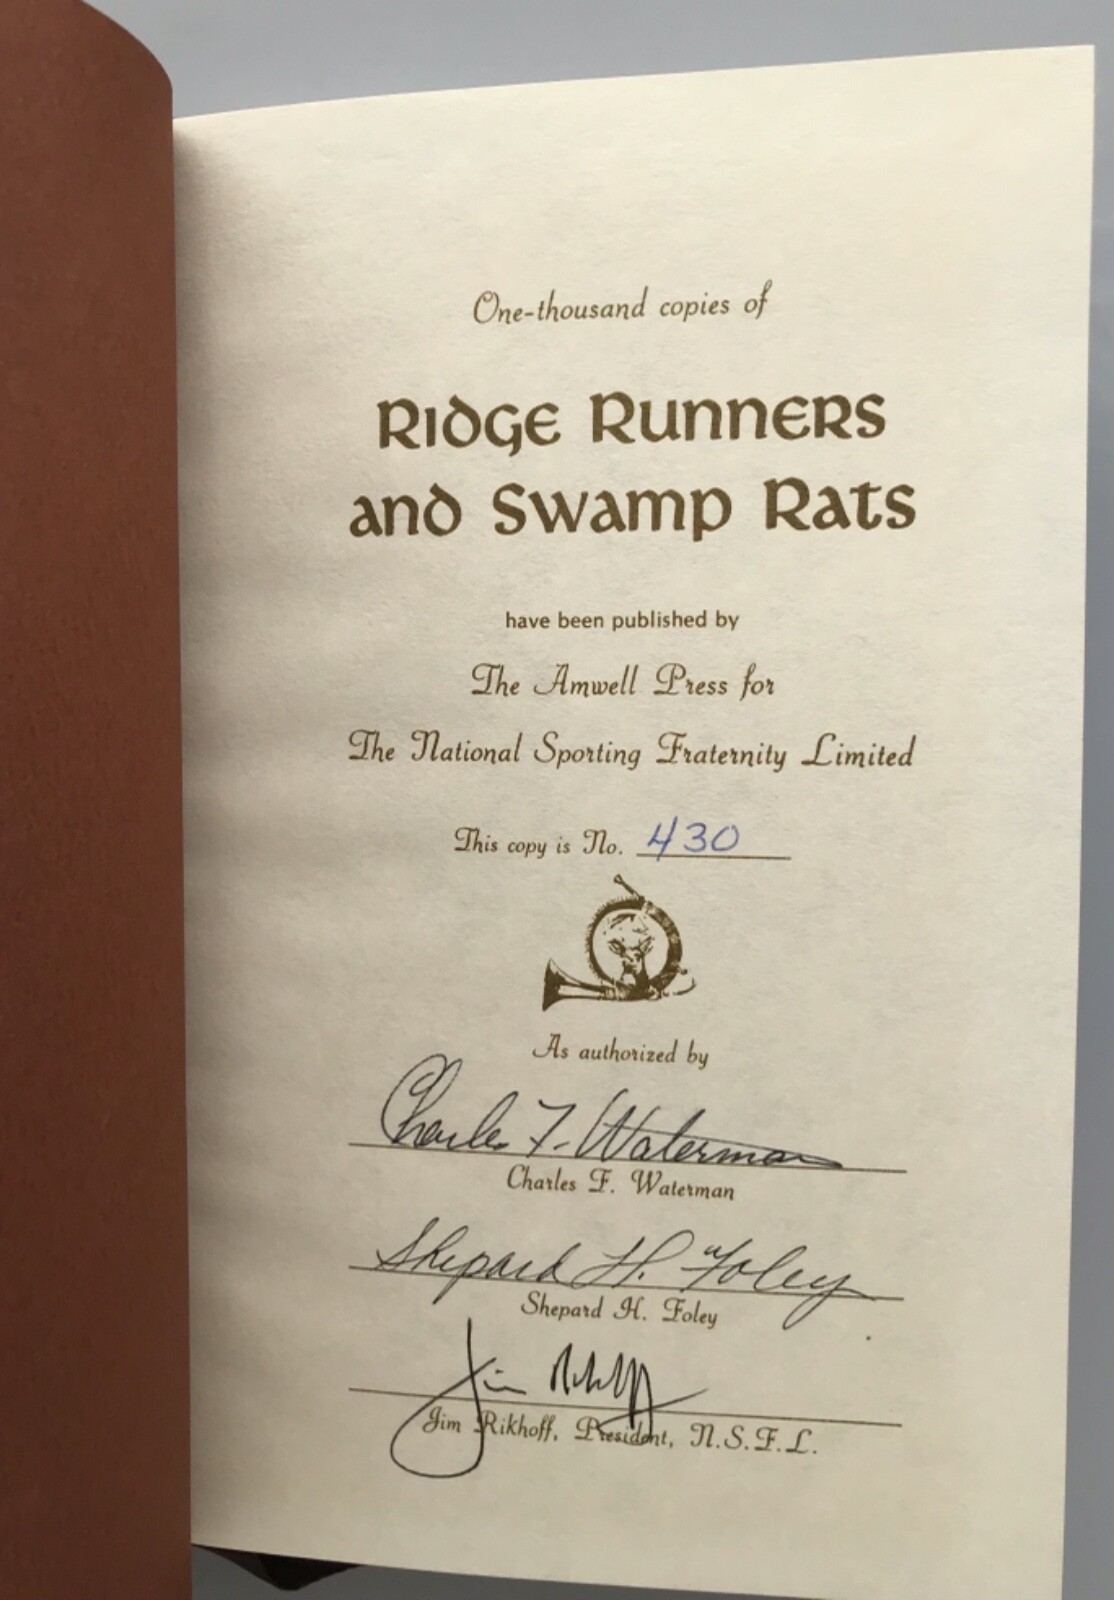 One-thousand copies of
Ridge Runners
and Swamp Rats
have been published by
The Amwell Press for
The National Sporting Fraternity Limited
This copy is No. 430
As authorized by
Charles F. Waterman
Charles F. Waterman
Shepard H. Foley
Shepard H. Foley
Jim Rikhoff
Jim Rikhoff, President, N.S.F.L.